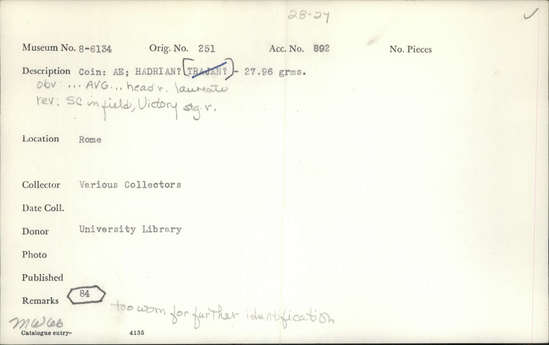 28-27
Museum No. 8-6134 Orig. No. 251 Acc. No. 892 No. Pieces
Description Coin: AE; HADRIAN? (TRAJAN?) - 27.96 grms.
obv: ...AVG... head r. laureate
rev: SC in field, Victory stg r.
Location Rome
Collector Verious Collectors
Date Coll.
Donor University Library
Photo
Published
Remarks 84 too worn for further identification
Catalogue entry- 4135